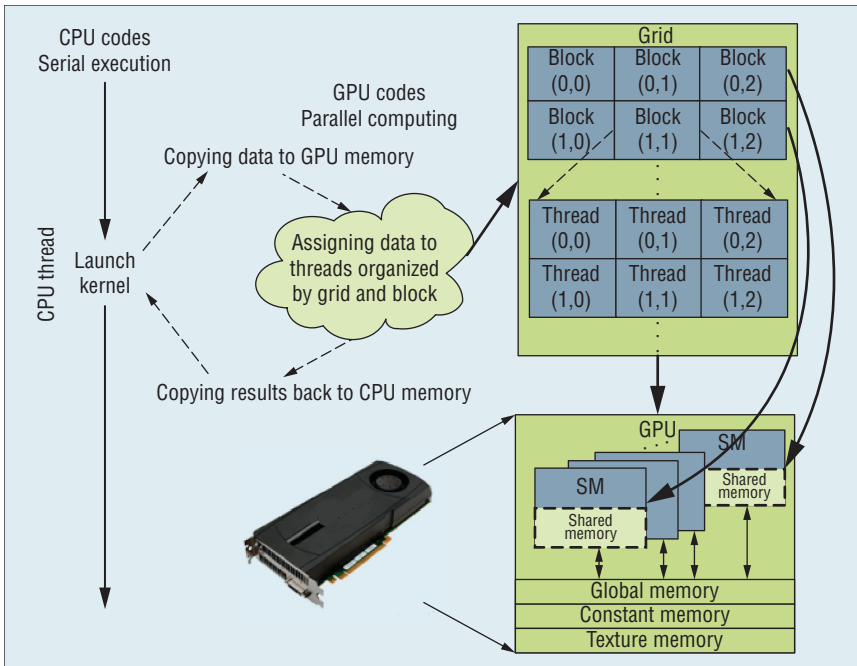 CPU codes
Serial execution
GPU codes
Parallel computing
Copying data to GPU memory
CPU thread
Launch
kernel
Assigning data to
threads organized
by grid and block
Copying results back to CPU memory
Grid
Block
(0,0)
Block
(0,1)
Block
(0,2)
Block
(1,0)
Block
(1,1)
Block
(1,2)
Thread
(0,0)
Thread
(0,1)
Thread
(0,2)
Thread
(1,0)
Thread
(1,1)
Thread
(1,2)
GPU
SM
Shared
memory
SM
Shared
memory
Global memory
Constant memory
Texture memory